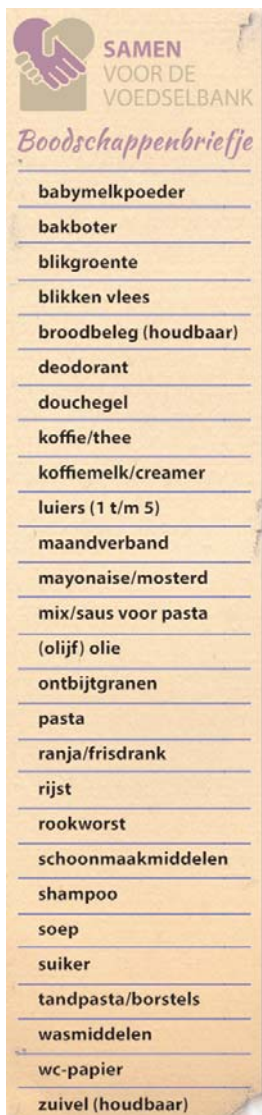 SAMEN
VOOR DE
VOEDSELBANK
Boodschappenbriefje
babymelkpoeder
bakboter
blikgroente
blikken vlees
broodbeleg (houdbaar)
deodorant
douchegel
koffie/thee
koffiemelk/creamer
luiers (1 t/m 5)
maandverband
mayonaise/mosterd
mix/saus voor pasta
(olijf) olie
ontbijtgranen
pasta
ranja/frisdrank
rijst
rookworst
schoonmaakmiddelen
shampoo
soep
suiker
tandpasta/borstels
wasmiddelen
wc-papier
zuivel (houdbaar)